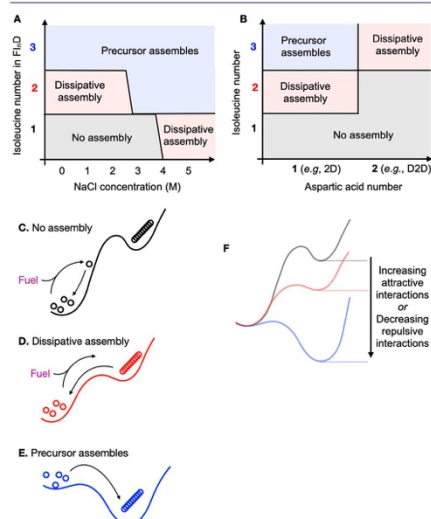 A
Isoleucine number in FIₙD
3
2
1
Precursor assembles
Dissipative
assembly
No assembly
Dissipative
assembly
0 1 2 3 4 5
NaCl concentration (M)
B
Isoleucine number
3
2
1
Precursor
assembles
Dissipative
assembly
Dissipative
assembly
No assembly
1 (e.g, 2D)
2 (e.g., D2D)
Aspartic acid number
C. No assembly
Fuel
D. Dissipative assembly
Fuel
E. Precursor assembles
F
Increasing
attractive
interactions
or
Decreasing
repulsive
interactions